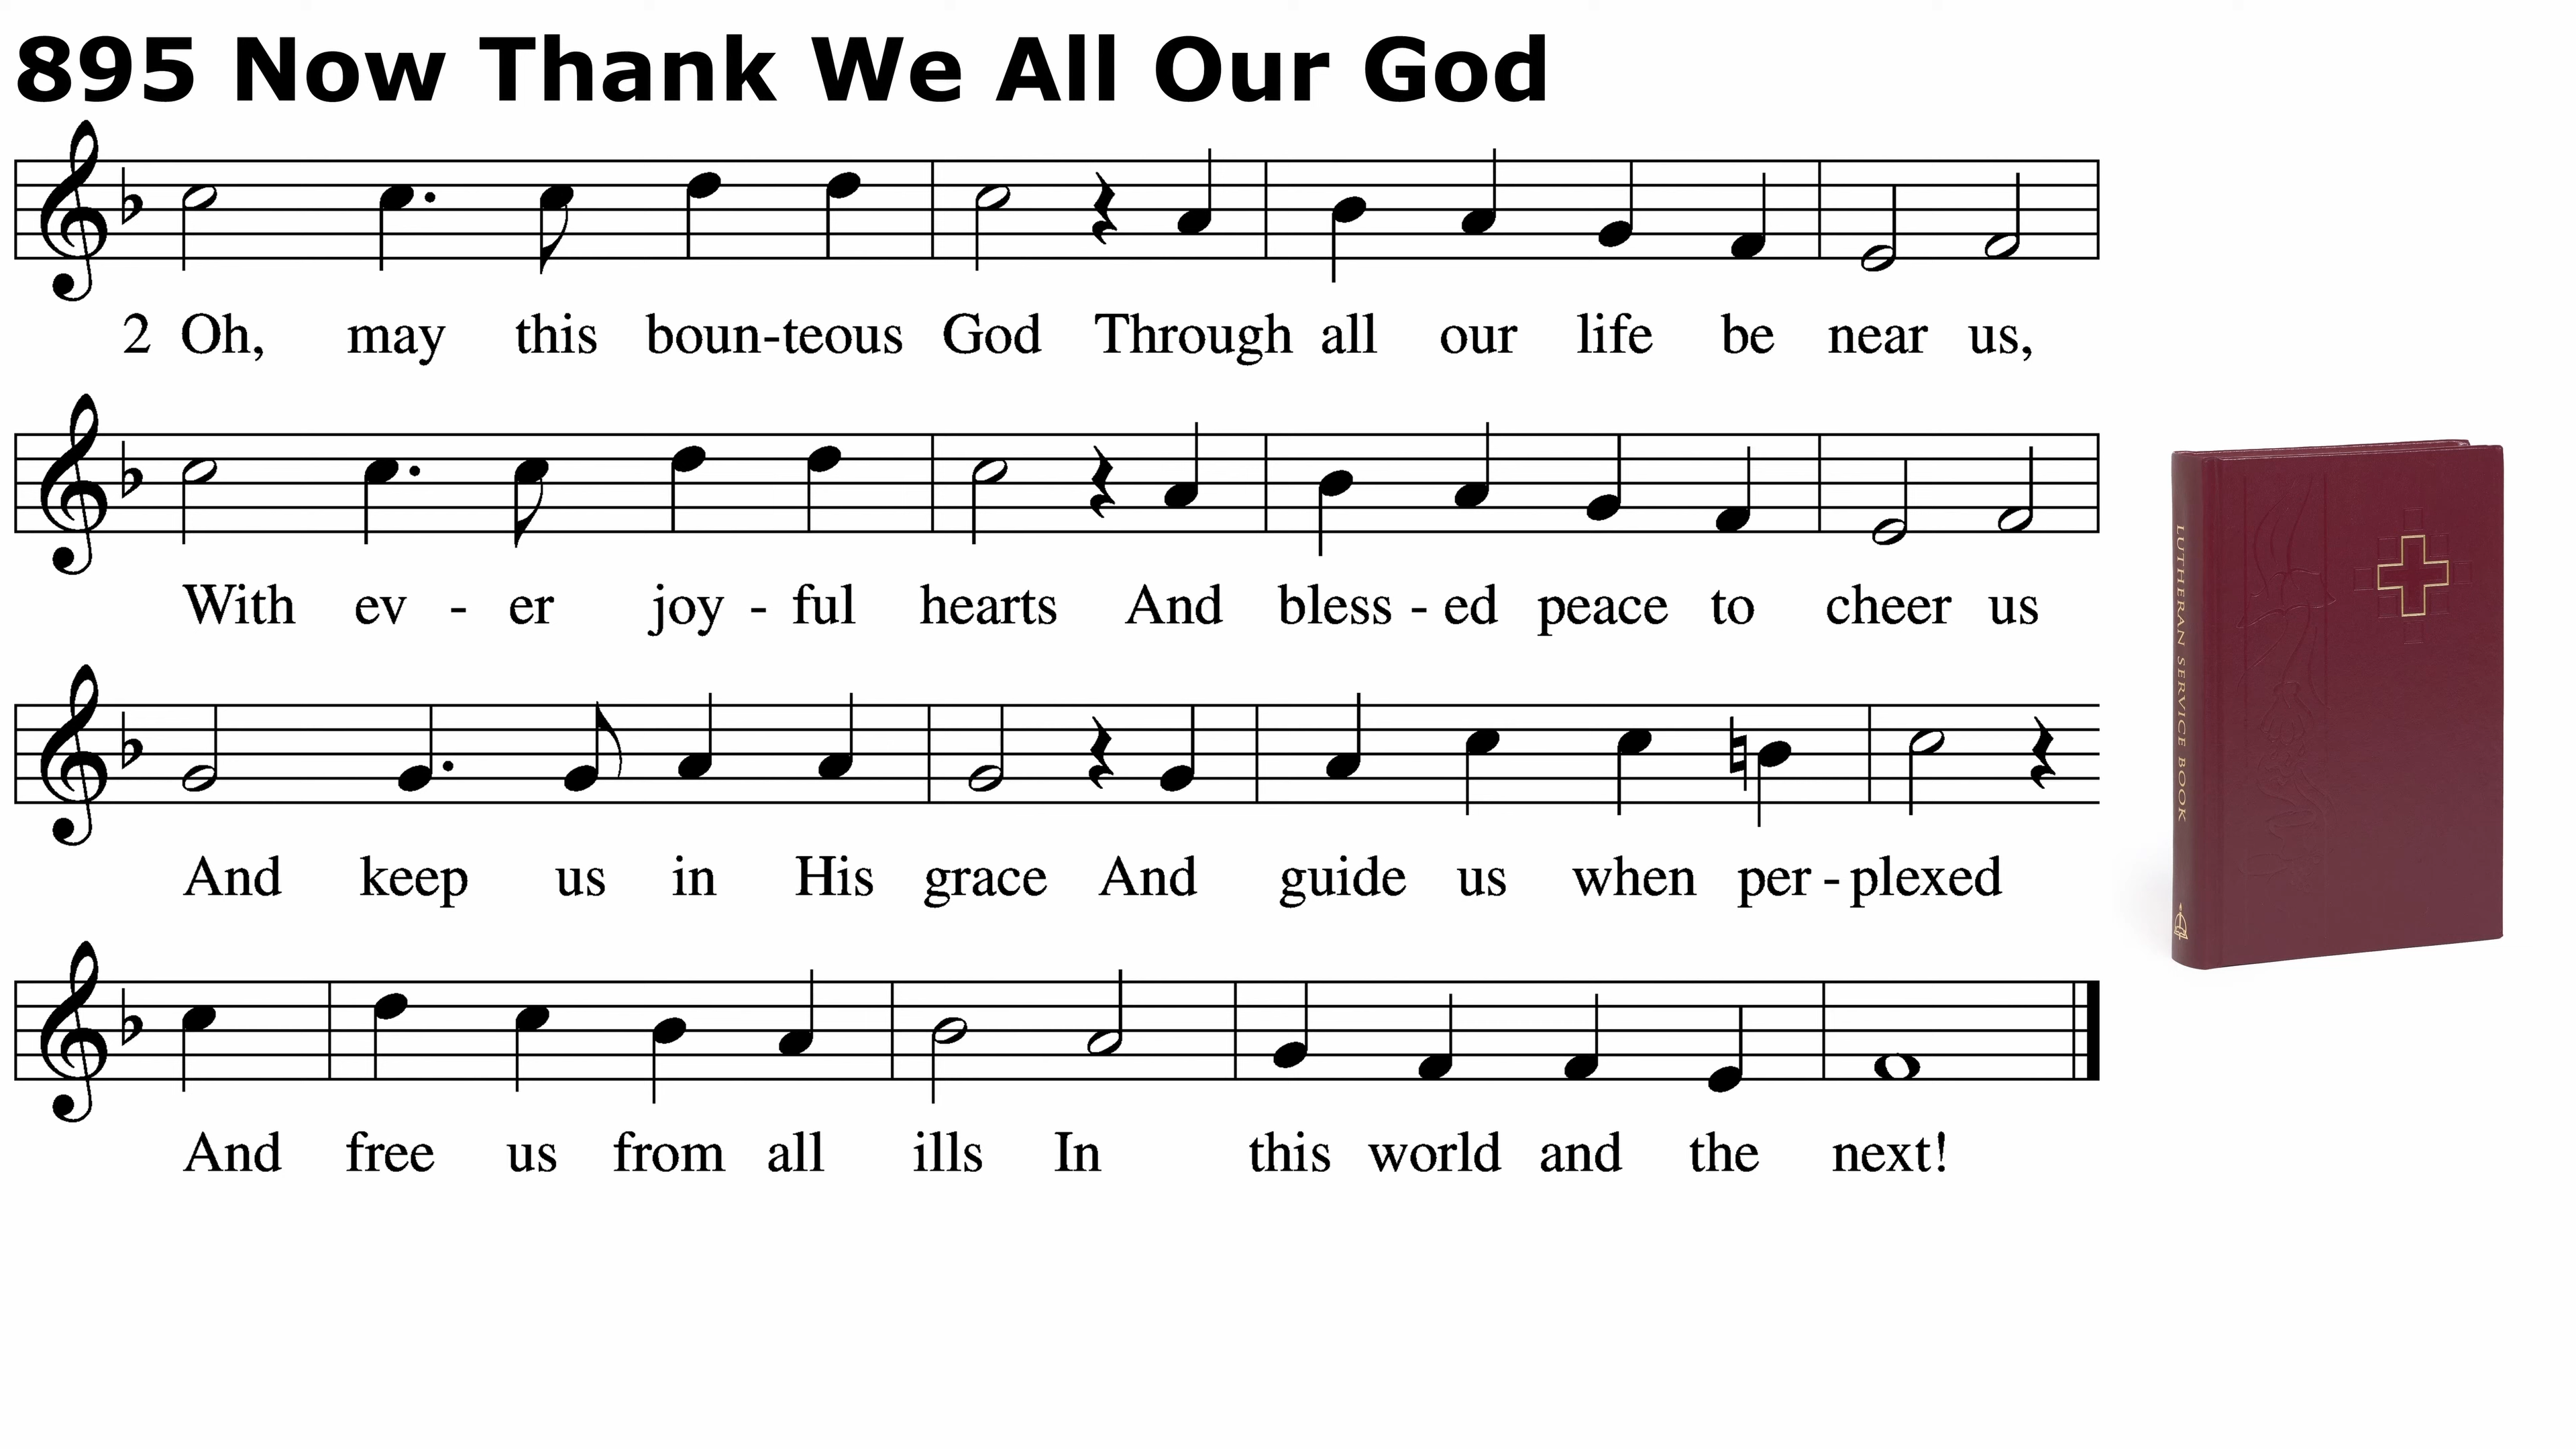 895 Now Thank We All Our God
2 Oh, may this boun-teous God Through all our life be near us,
With ev - er joy - ful hearts And bless - ed peace to cheer us
And keep us in His grace And guide us when per - plexed
And free us from all ills In this world and the next!
LUTHERAN SERVICE BOOK